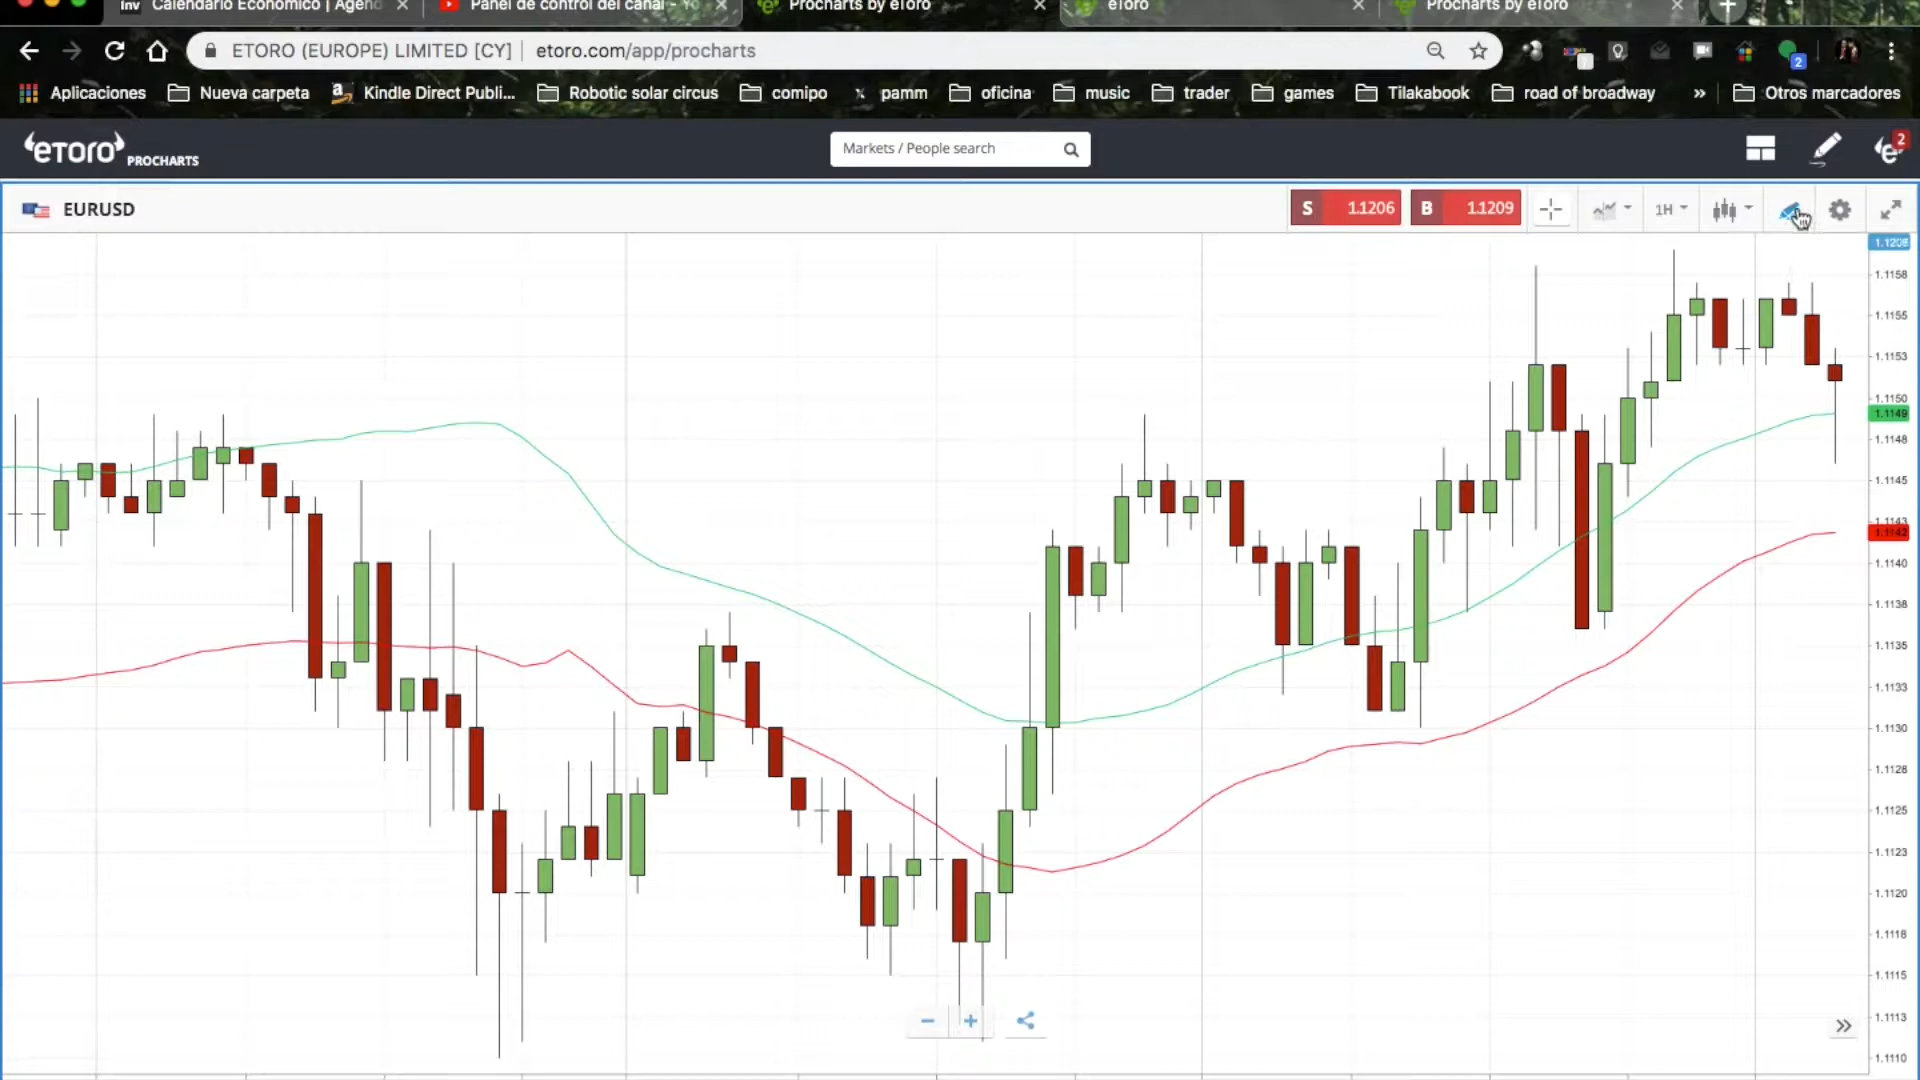 Calendario Económico | Agend
Panel de control del canal - Yo
Procharts by eToro
eToro
Procharts by eToro
ETORO (EUROPE) LIMITED [CY] | etoro.com/app/procharts
2
Aplicaciones
Nueva carpeta
Kindle Direct Publi...
Robotic solar circus
comipo
pamm
oficina
music
trader
games
Tilakabook
road of broadway
»
Otros marcadores
eToro PROCHARTS
Markets / People search
2
EURUSD
S 1.1206
B 1.1209
1H
1.1158
1.1155
1.1153
1.1150
1.1149
1.1148
1.1145
1.1143
1.1142
1.1140
1.1138
1.1135
1.1133
1.1130
1.1128
1.1125
1.1123
1.1120
1.1118
1.1115
1.1113
1.1110